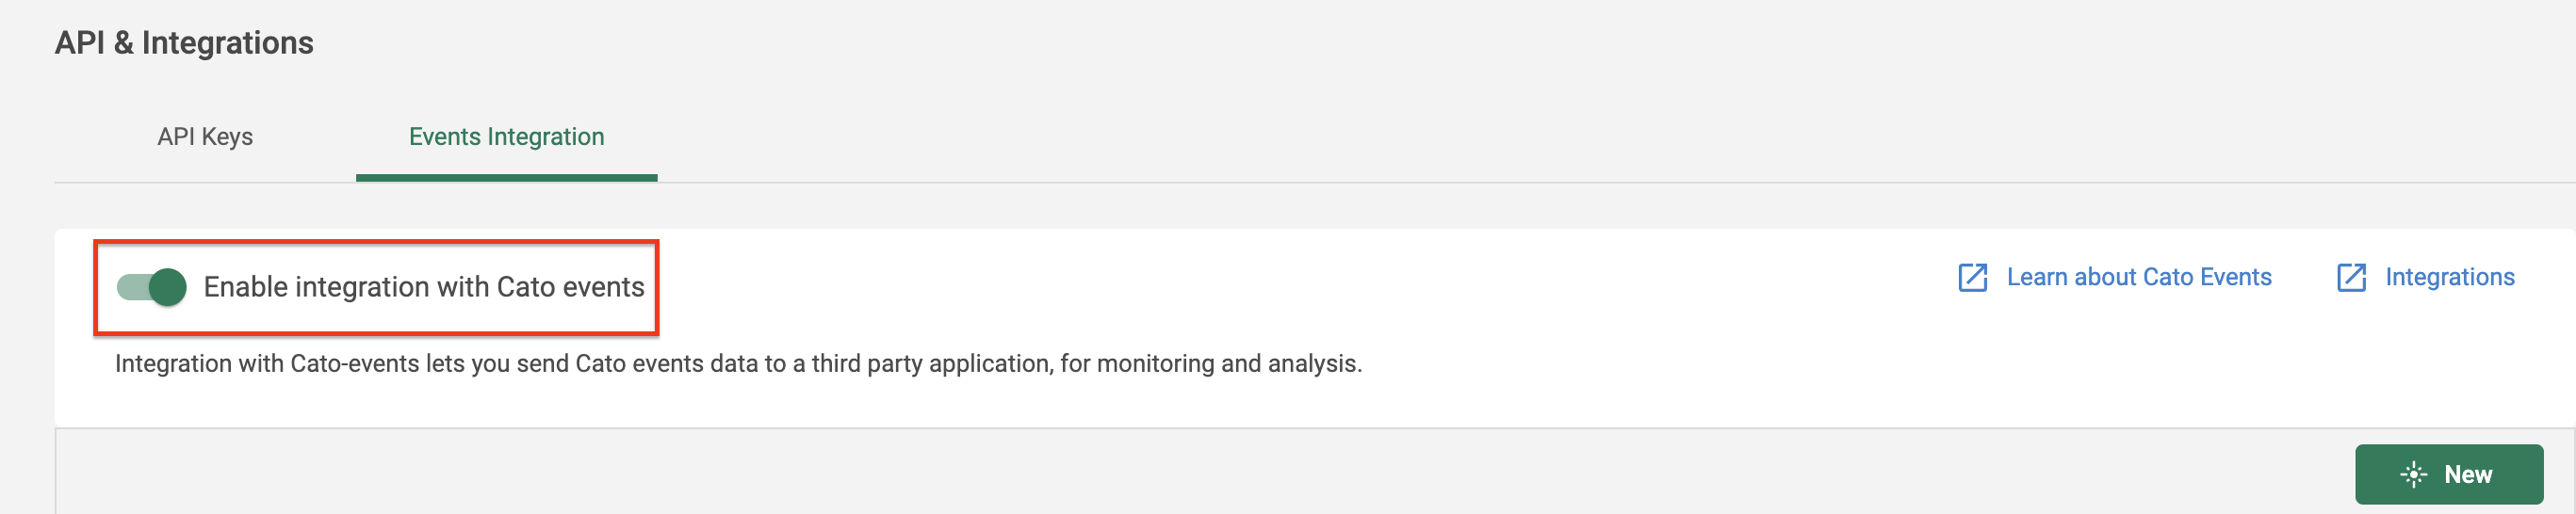 API & Integrations
API Keys
Events Integration
Enable integration with Cato events
Learn about Cato Events
Integrations
Integration with Cato-events lets you send Cato events data to a third party application, for monitoring and analysis.
New